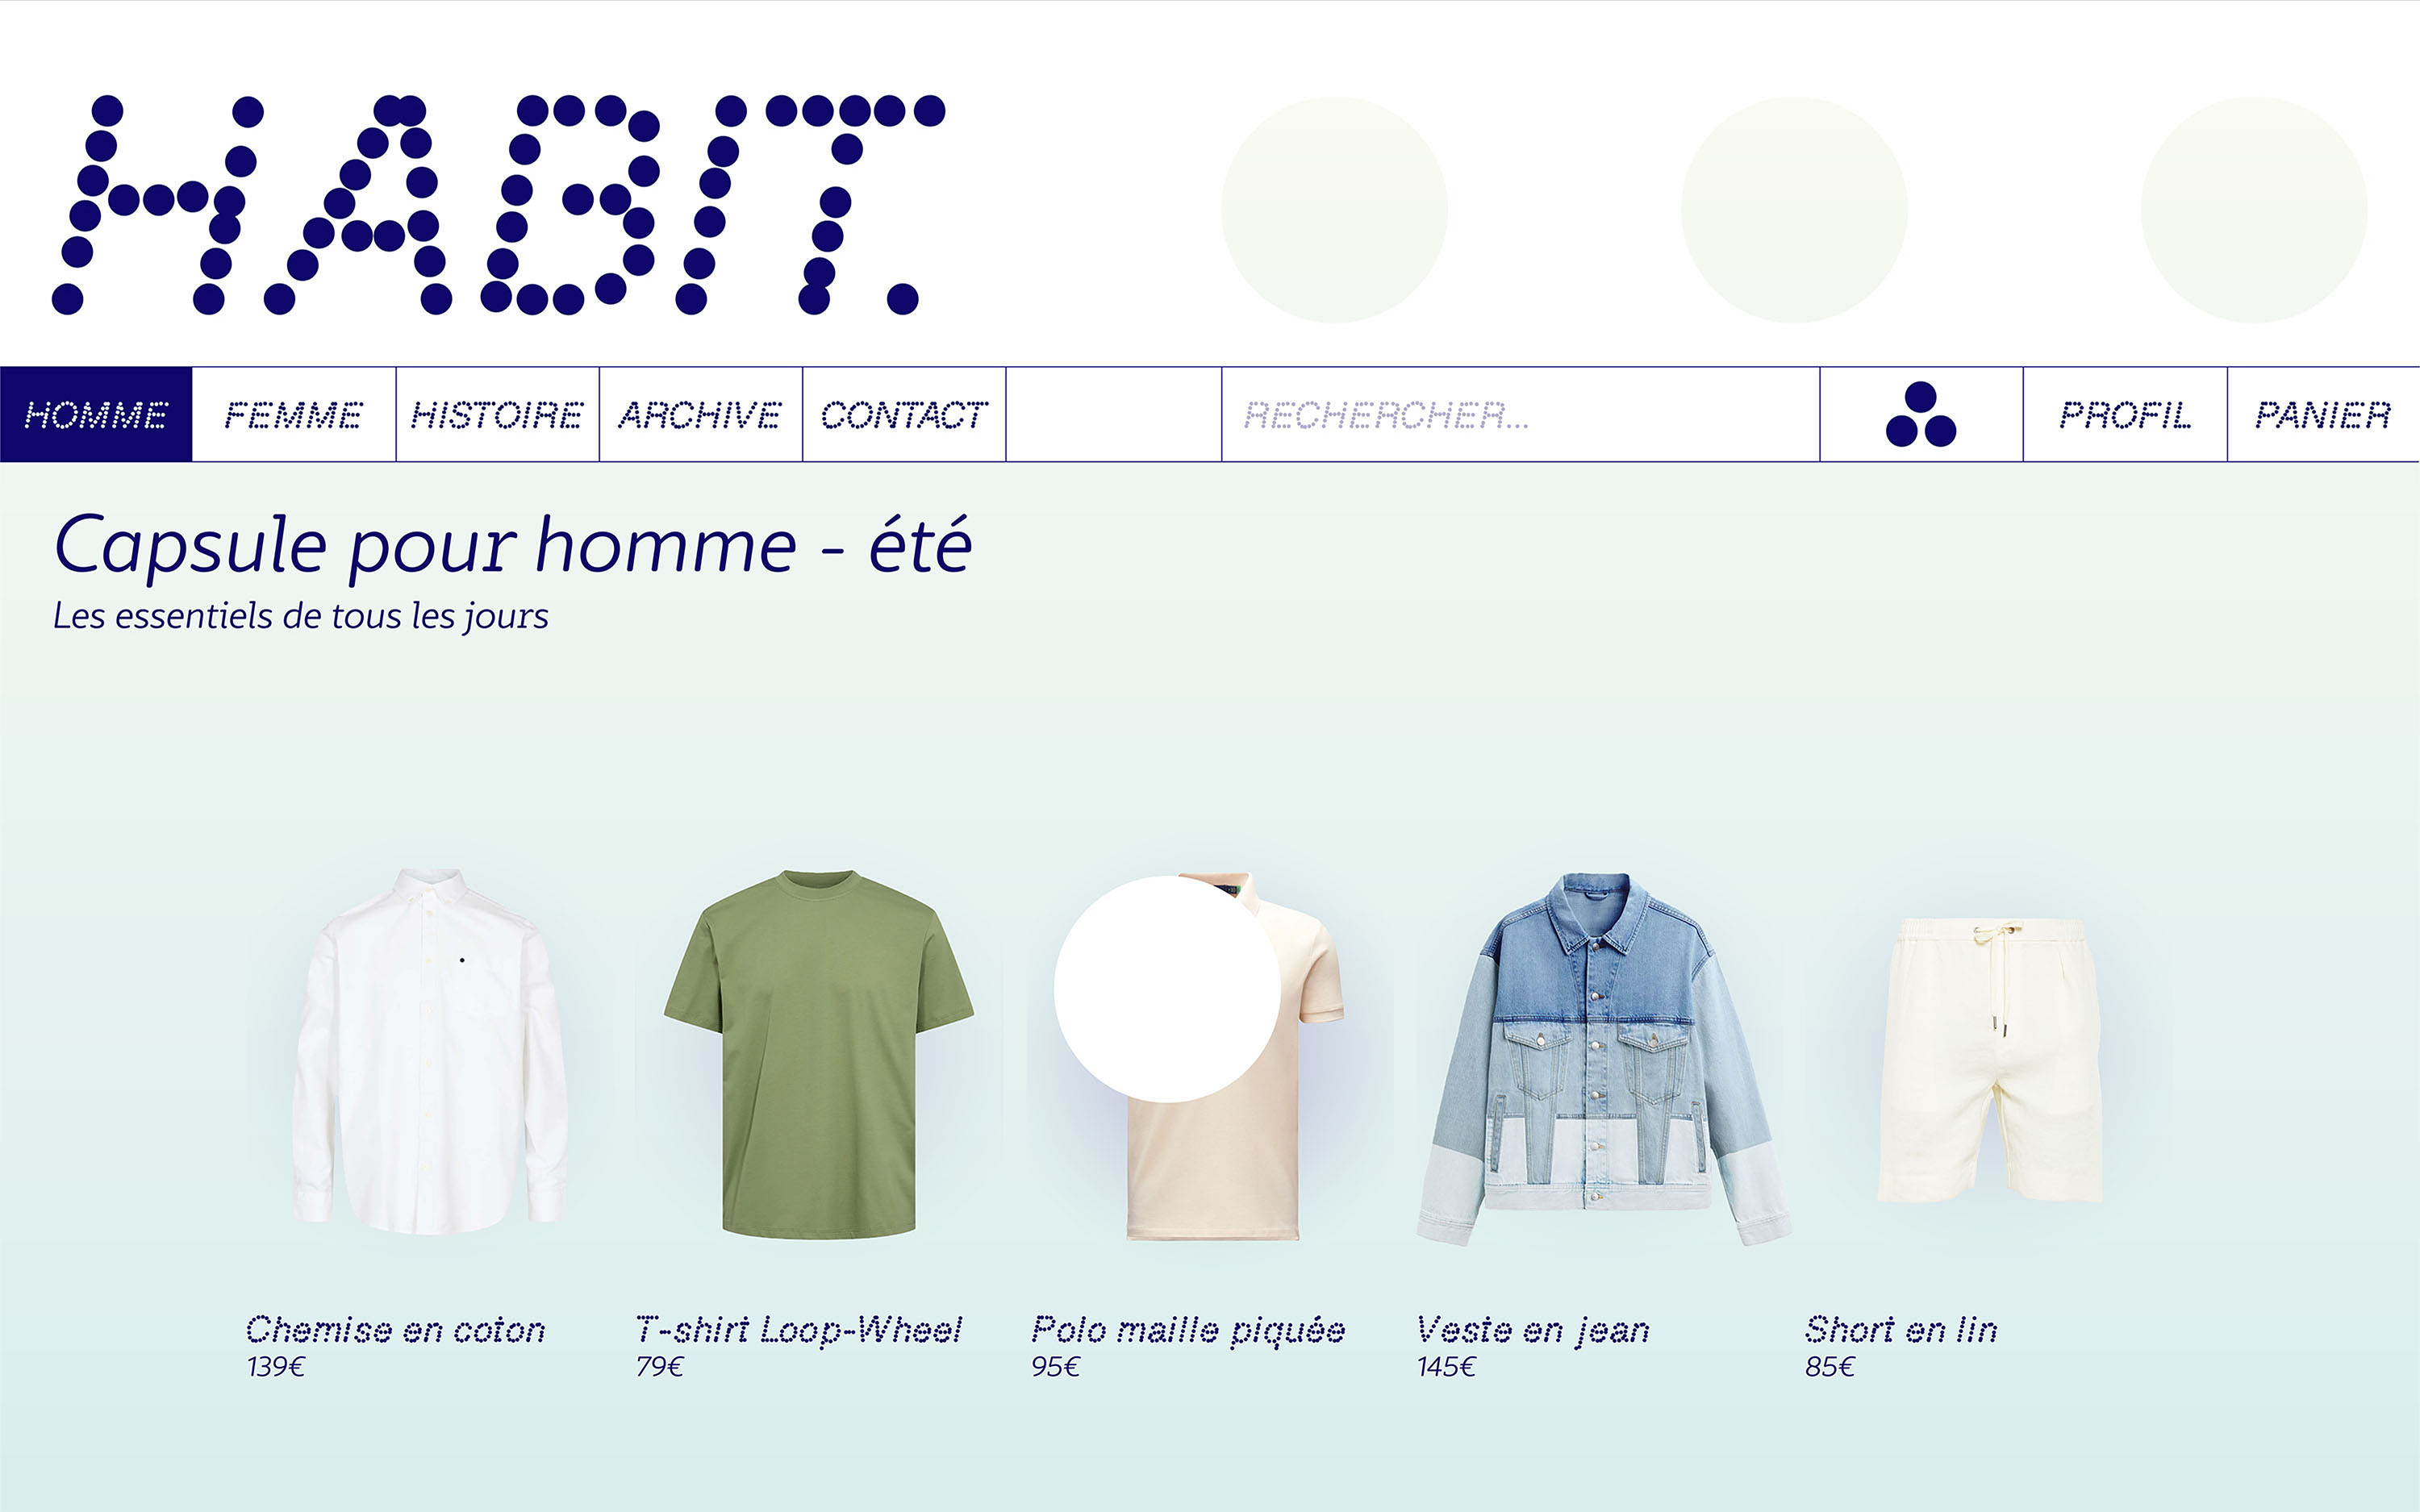 HABIT.
HOMME
FEMME
HISTOIRE
ARCHIVE
CONTACT
RECHERCHER...
PROFIL
PANIER
Capsule pour homme - été
Les essentiels de tous les jours
Chemise en coton
139€
T-shirt Loop-Wheel
79€
Polo maille piquée
95€
Veste en jean
145€
Short en lin
85€